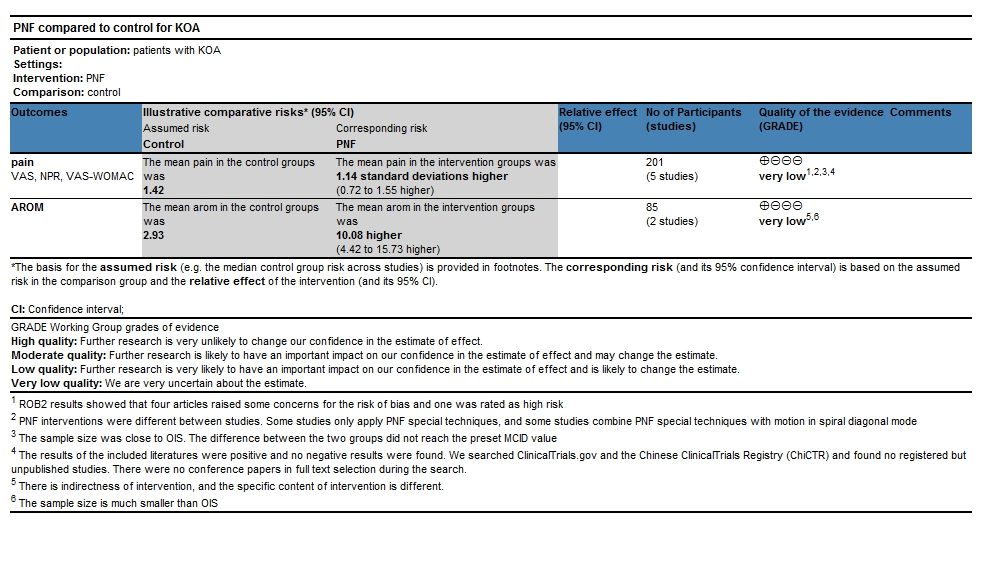 PNF compared to control for KOA
Patient or population: patients with KOA
Settings:
Intervention: PNF
Comparison: control
Outcomes
Illustrative comparative risks* (95% CI)
Relative effect
(95% CI)
No of Participants
(studies)
Quality of the evidence
(GRADE)
Comments
Assumed risk
Corresponding risk
Control
PNF
pain
VAS, NPR, VAS-WOMAC
The mean pain in the control groups
was
1.42
The mean pain in the intervention groups was
1.14 standard deviations higher
(0.72 to 1.55 higher)
201
(5 studies)
⊕⊖⊖⊖
very low1,2,3,4
AROM
The mean arom in the control groups
was
2.93
The mean arom in the intervention groups
was
10.08 higher
(4.42 to 15.73 higher)
85
(2 studies)
⊕⊖⊖⊖
very low5,6
*The basis for the assumed risk (e.g. the median control group risk across studies) is provided in footnotes. The corresponding risk (and its 95% confidence interval) is based on the assumed
risk in the comparison group and the relative effect of the intervention (and its 95% CI).
CI: Confidence interval;
GRADE Working Group grades of evidence
High quality: Further research is very unlikely to change our confidence in the estimate of effect.
Moderate quality: Further research is likely to have an important impact on our confidence in the estimate of effect and may change the estimate.
Low quality: Further research is very likely to have an important impact on our confidence in the estimate of effect and is likely to change the estimate.
Very low quality: We are very uncertain about the estimate.
1 ROB2 results showed that four articles raised some concerns for the risk of bias and one was rated as high risk
2 PNF interventions were different between studies. Some studies only apply PNF special techniques, and some studies combine PNF special techniques with motion in spiral diagonal mode
3 The sample size was close to OIS. The difference between the two groups did not reach the preset MCID value
4 The results of the included literatures were positive and no negative results were found. We searched ClinicalTrials.gov and the Chinese ClinicalTrials Registry (ChiCTR) and found no registered but
unpublished studies. There were no conference papers in full text selection during the search.
5 There is indirectness of intervention, and the specific content of intervention is different.
6 The sample size is much smaller than OIS